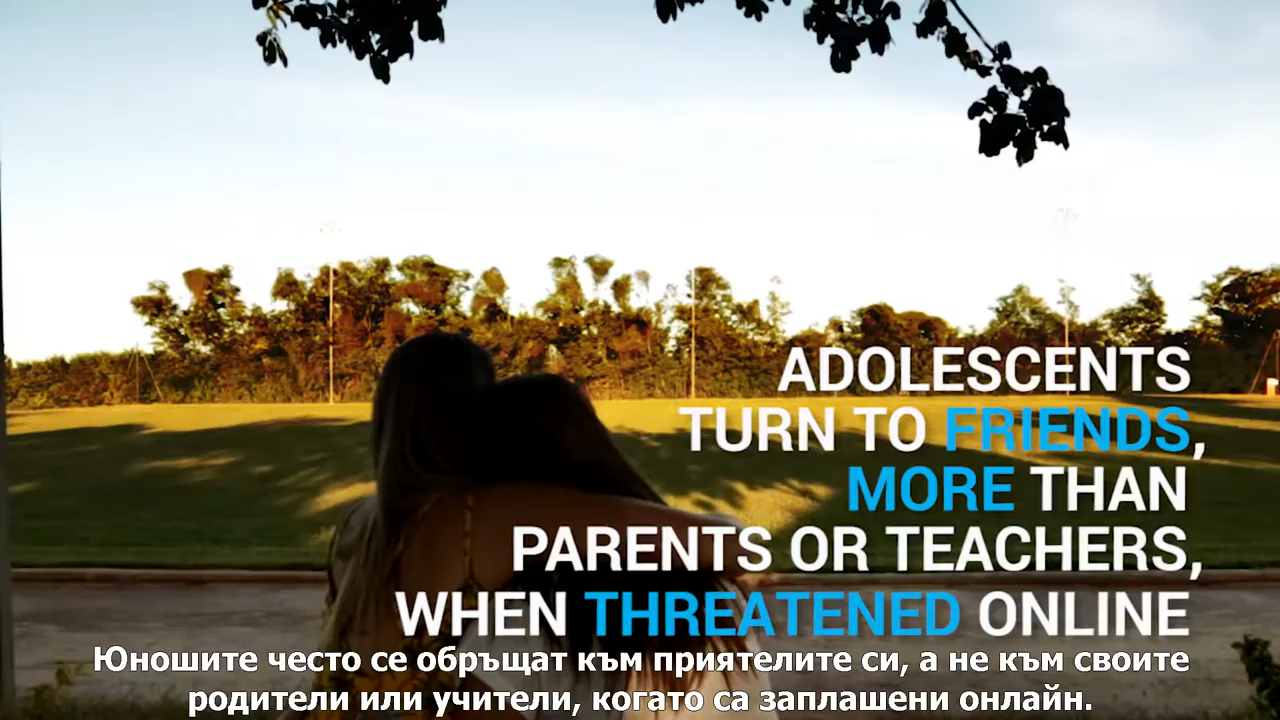 ADOLESCENTS
TURN TO FRIENDS,
MORE THAN
PARENTS OR TEACHERS,
WHEN THREATENED ONLINE
Юношите често се обръщат към приятелите си, а не към своите
родители или учители, когато са заплашени онлайн.